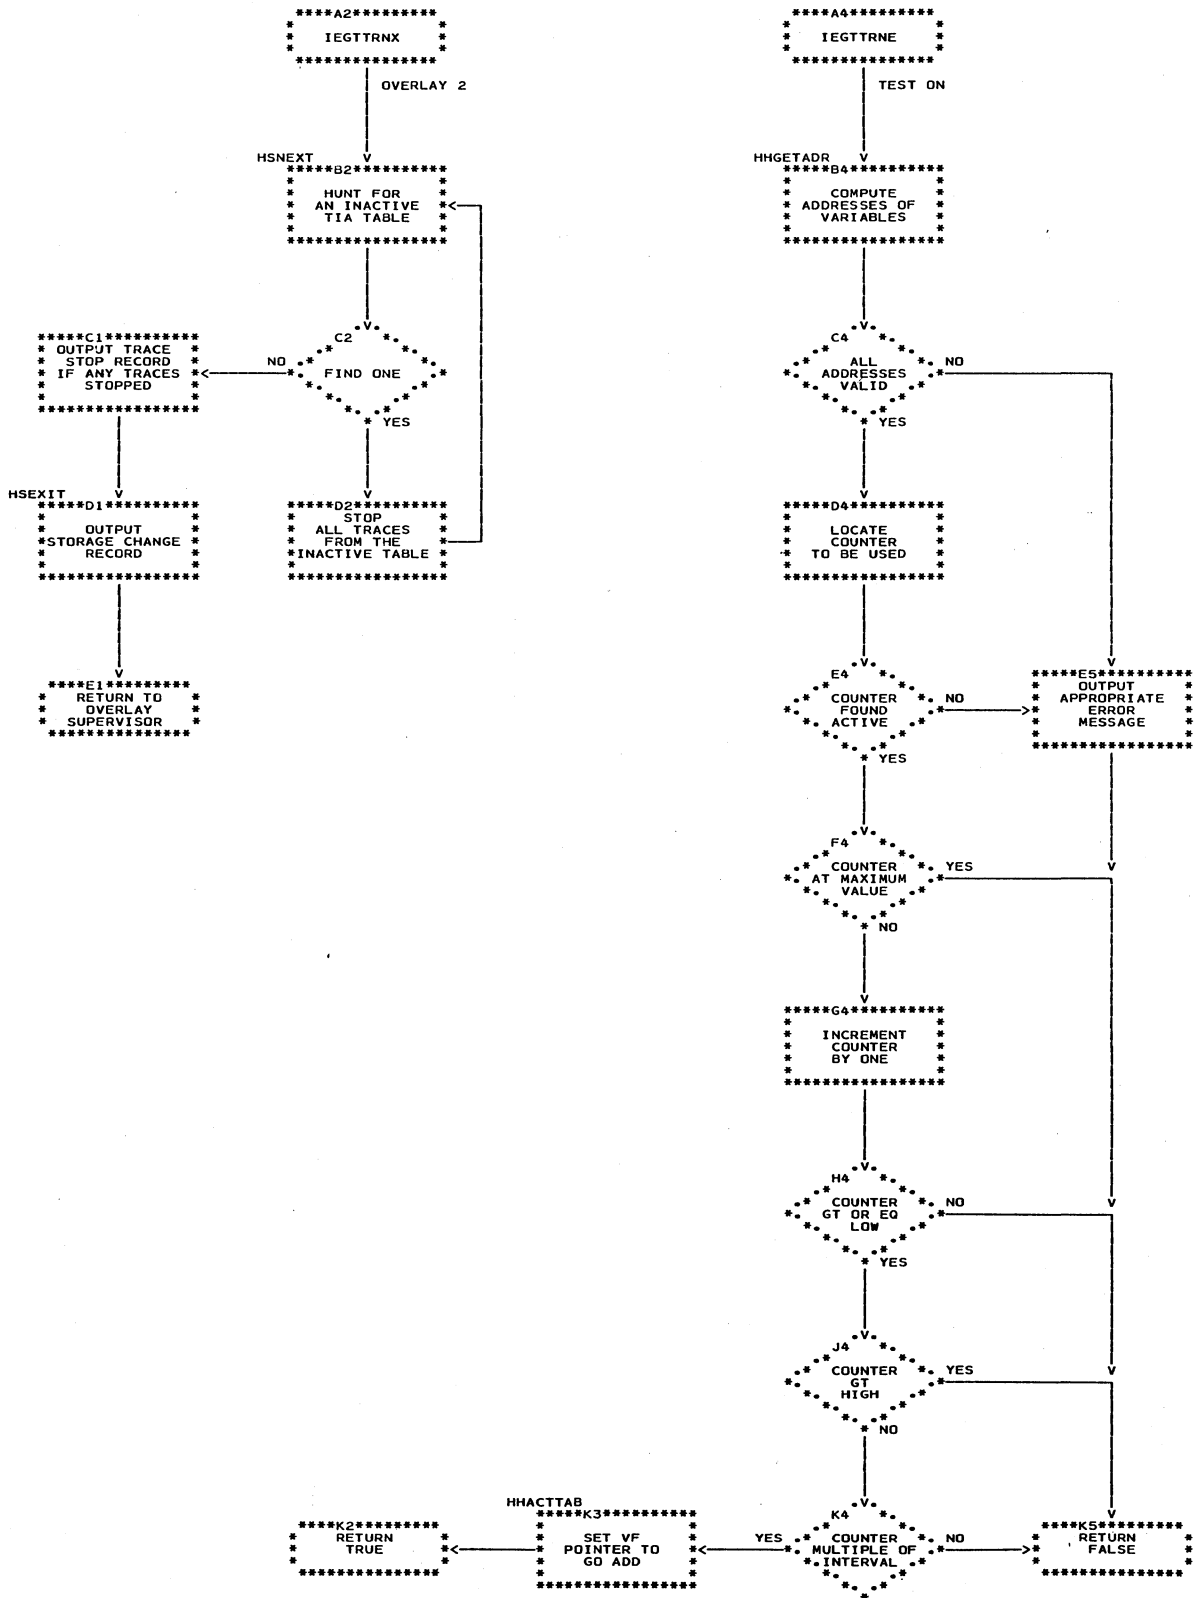 A2
IEGTTRNX
OVERLAY 2
HSNEXT
B2
HUNT FOR
AN INACTIVE
TIA TABLE
C2
FIND ONE
NO
YES
C1
OUTPUT TRACE
STOP RECORD
IF ANY TRACES
STOPPED
HSEXIT
D1
OUTPUT
STORAGE CHANGE
RECORD
D2
STOP
ALL TRACES
FROM THE
INACTIVE TABLE
E1
RETURN TO
OVERLAY
SUPERVISOR
A4
IEGTTRNE
TEST ON
HHGETADR
B4
COMPUTE
ADDRESSES OF
VARIABLES
C4
ALL
ADDRESSES
VALID
NO
YES
D4
LOCATE
COUNTER
TO BE USED
E4
COUNTER
FOUND
ACTIVE
NO
YES
E5
OUTPUT
APPROPRIATE
ERROR
MESSAGE
F4
COUNTER
AT MAXIMUM
VALUE
YES
NO
G4
INCREMENT
COUNTER
BY ONE
H4
COUNTER
GT OR EQ
LOW
NO
YES
J4
COUNTER
GT
HIGH
YES
NO
K4
COUNTER
MULTIPLE OF
INTERVAL
YES
NO
HHACTTAB
K3
SET VF
POINTER TO
GO ADD
K2
RETURN
TRUE
K5
RETURN
FALSE